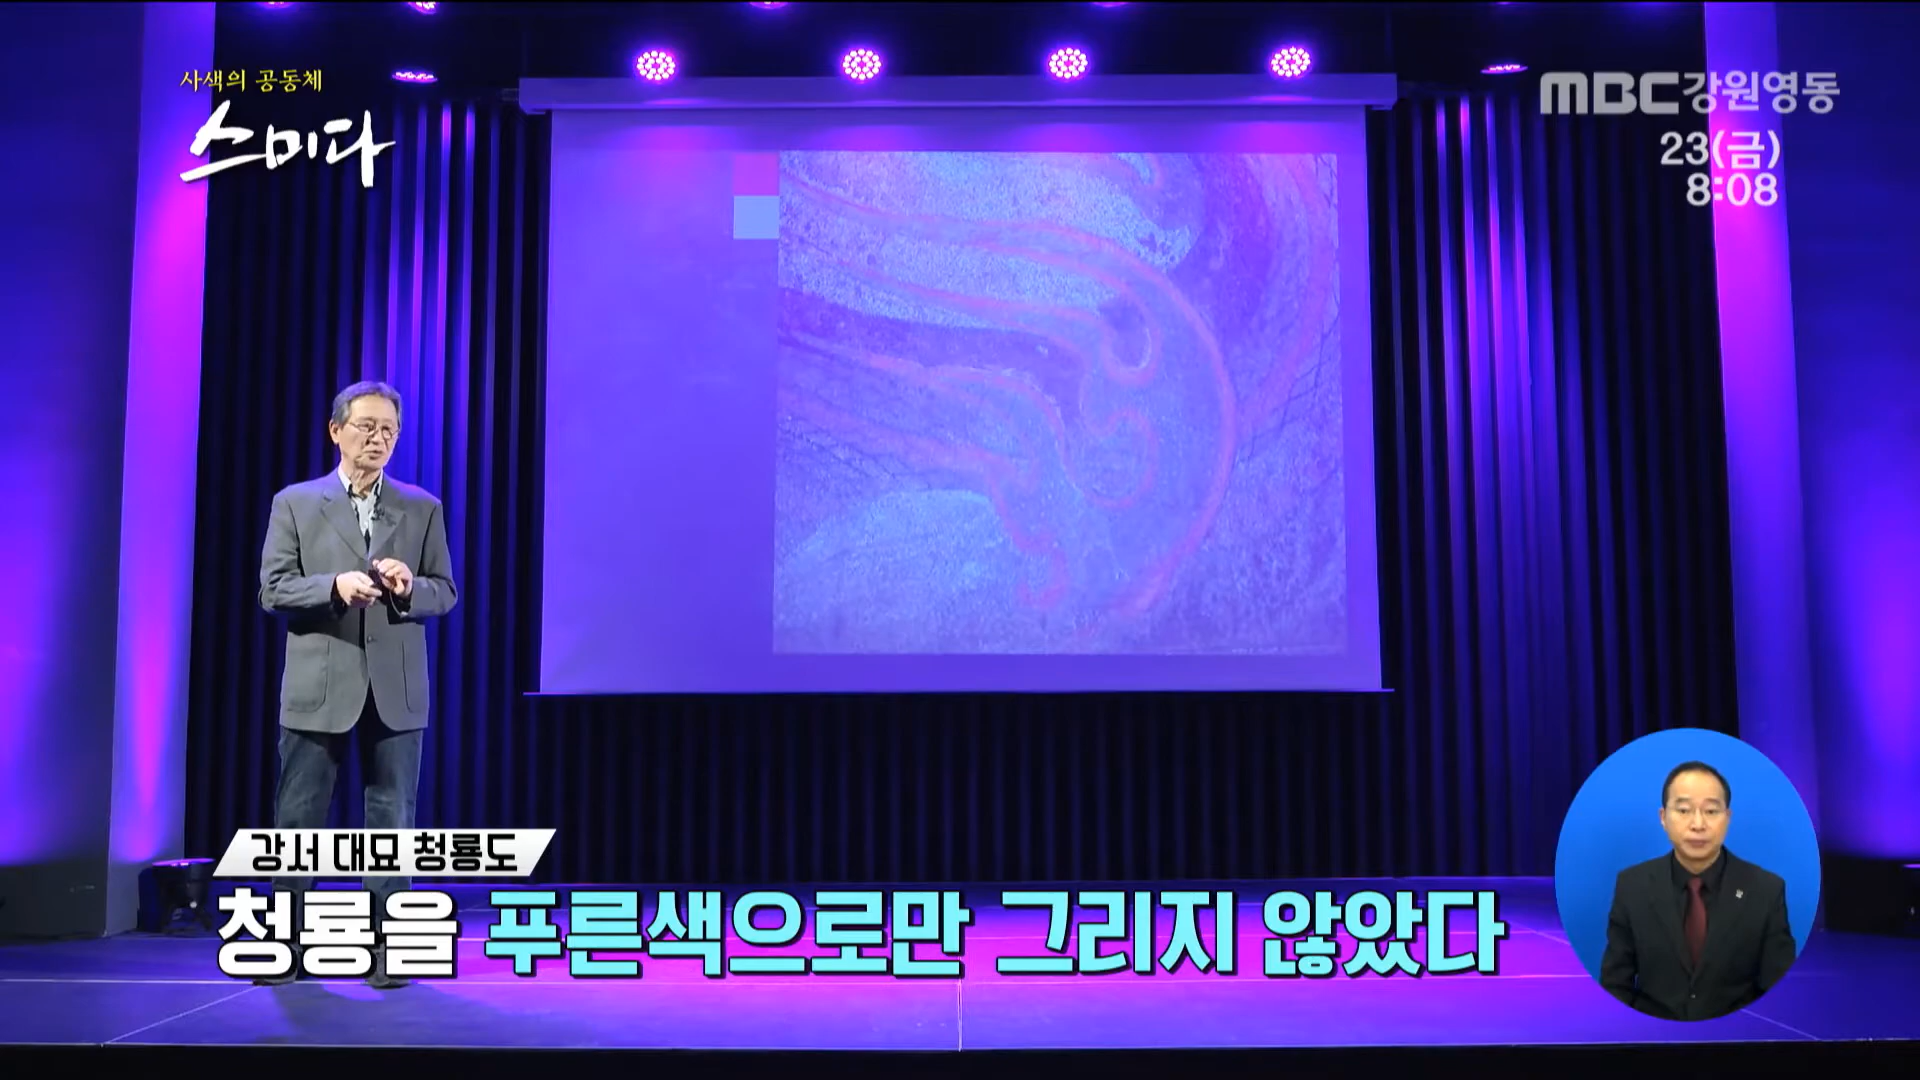 사색의 공동체
스미다
MBC강원영동
23(금)
8:08
강서 대묘 청룡도
청룡을 푸른색으로만 그리지 않았다